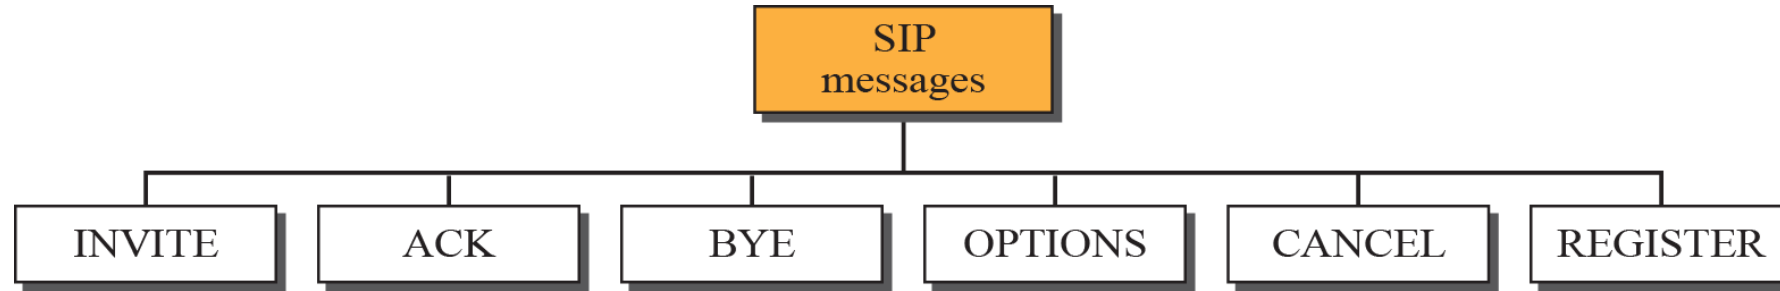 SIP
messages
INVITE
ACK
BYE
OPTIONS
CANCEL
REGISTER